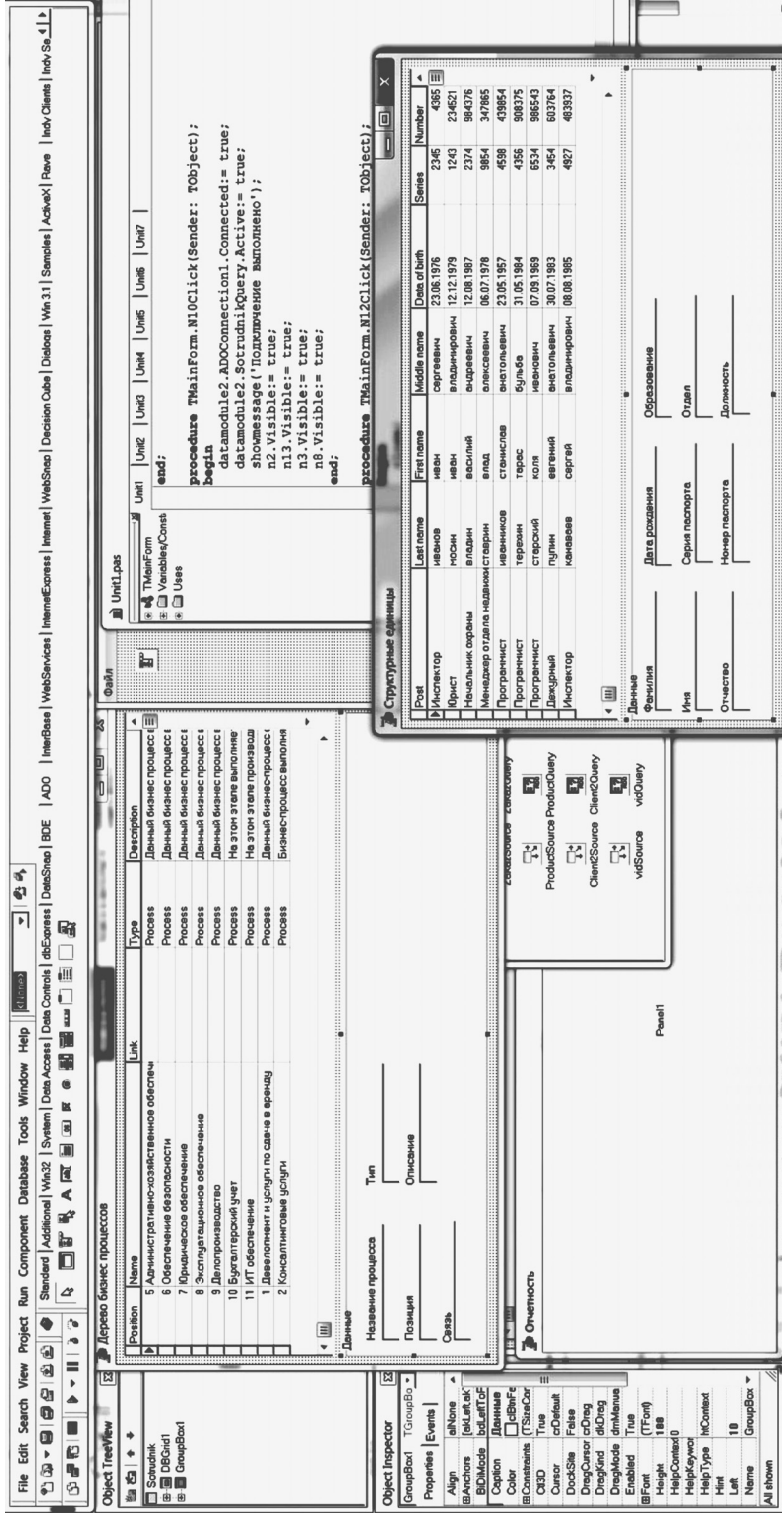 File Edit Search View Project Run Component Database Tools Window Help
Standard | Additional | Win32 | System | Data Access | Data Controls | dbExpress | DataSnap | BDE | ADO | InterBase | WebServices | InternetExpress | Internet | WebSnap | Decision Cube | Dialogs | Win 3.1 | Samples | ActiveX | Rave | Indy Clients | Indy Se
Object TreeView
Sotrudnik
DBGrid1
GroupBox1
Object Inspector
GroupBox1 TGroupBo
Properties | Events |
Align alNone
Anchors [akLeft,ak
BiDiMode bdLeftToF
Caption Данные
Color clBtnFa
Constraints (TSizeCor
Ctl3D True
Cursor crDefault
DockSite False
DragCursor crDrag
DragKind dkDrag
DragMode dmManua
Enabled True
Font (TFont)
Height 188
HelpContext 0
HelpKeywor
HelpType htContext
Hint
Left 10
Name GroupBox
All shown
Дерево бизнес процессов
Position Name Link Type Description
5 Административно-хозяйственное обеспечи Process Данный бизнес процесс
6 Обеспечение безопасности Process Данный бизнес процесс
7 Юридическое обеспечение Process Данный бизнес процесс
8 Эксплуатационное обеспечение Process Данный бизнес процесс
9 Делопроизводство Process Данный бизнес процесс
10 Бухгалтерский учет Process На этом этапе выполняе
11 ИТ обеспечение Process На этом этапе производ
1 Девелопмент и услуги по сдаче в аренду Process Данный бизнес-процесс
2 Консалтинговые услуги Process Бизнес-процесс выполня
Данные
Название процесса Тип
Позиция Описание
Связь
Отчетность
Panel1
ProductSource ProductQuery
Client2Source Client2Query
vidSource vidQuery
Файл
Unit1.pas
TMainForm
Variables/Const
Uses
Unit1 | Unit2 | Unit3 | Unit4 | Unit5 | Unit6 | Unit7
end;
procedure TMainForm.N10Click(Sender: TObject);
begin
datamodule2.ADOConnection1.Connected:= true;
datamodule2.SotrudnikQuery.Active:= true;
showmessage('Подключение выполнено');
n2.Visible:= true;
n13.Visible:= true;
n3.Visible:= true;
n8.Visible:= true;
end;
procedure TMainForm.N12Click(Sender: TObject);
Структурные единицы
Post Last name First name Middle name Data of birth Series Number
Инспектор иванов иван сергеевич 23.06.1976 2345 4365
Юрист мосин иван владимирович 12.12.1979 1243 234521
Начальник охраны владин василий андреевич 12.08.1987 2374 984376
Менеджер отдела недвижи ставрин влад алексеевич 06.07.1978 9854 347865
Программист иванников станислав анатольевич 23.05.1957 4598 439854
Программист терехин тарас бульба 31.05.1984 4356 908375
Программист старский коля иванович 07.09.1969 6534 986543
Дежурный пупин евгений анатольевич 30.07.1983 3454 603764
Инспектор канаваев сергей владимирович 08.08.1985 4927 483937
Данные
Фамилия Дата рождения Образование
Имя Серия паспорта Отдел
Отчество Номер паспорта Должность